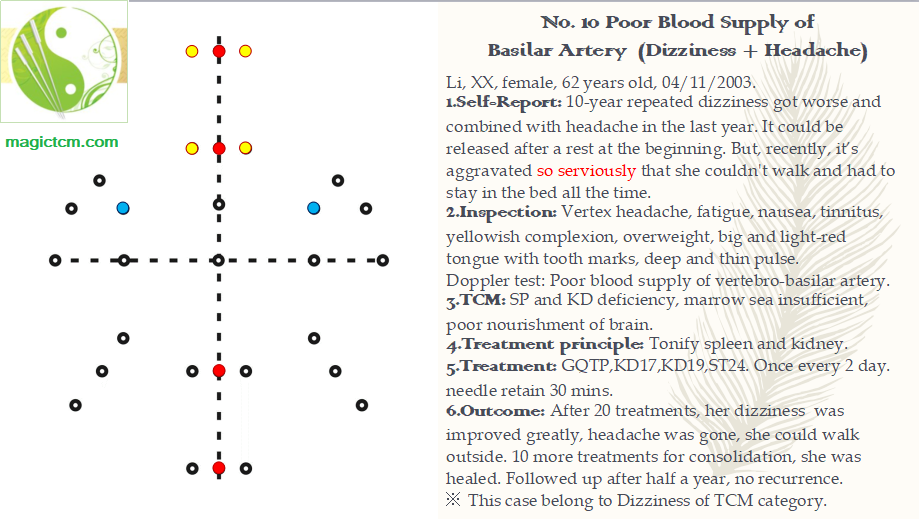 magictcm.com
No. 10 Poor Blood Supply of
Basilar Artery (Dizziness + Headache)
Li, XX, female, 62 years old, 04/11/2003.
1.Self-Report: 10-year repeated dizziness got worse and
combined with headache in the last year. It could be
released after a rest at the beginning. But, recently, it’s
aggravated so serviously that she couldn't walk and had to
stay in the bed all the time.
2.Inspection: Vertex headache, fatigue, nausea, tinnitus,
yellowish complexion, overweight, big and light-red
tongue with tooth marks, deep and thin pulse.
Doppler test: Poor blood supply of vertebro-basilar artery.
3.TCM: SP and KD deficiency, marrow sea insufficient,
poor nourishment of brain.
4.Treatment principle: Tonify spleen and kidney.
5.Treatment: GQTP,KD17,KD19,ST24. Once every 2 day.
needle retain 30 mins.
6.Outcome: After 20 treatments, her dizziness was
improved greatly, headache was gone, she could walk
outside. 10 more treatments for consolidation, she was
healed. Followed up after half a year, no recurrence.
※ This case belong to Dizziness of TCM category.